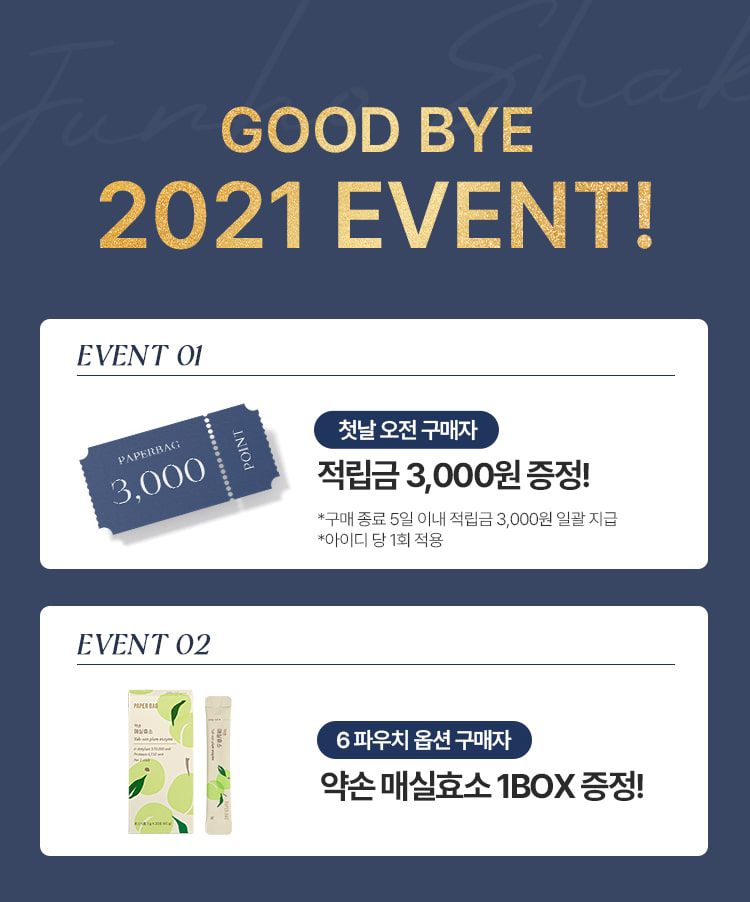 Junbo Shak
GOOD BYE
2021 EVENT!
EVENT 01
PAPERBAG
3,000
POINT
첫날 오전 구매자
적립금 3,000원 증정!
*구매 종료 5일 이내 적립금 3,000원 일괄 지급
*아이디 당 1회 적용
EVENT 02
PAPER BAG
약손
매실효소
6 파우치 옵션 구매자
약손 매실효소 1BOX 증정!